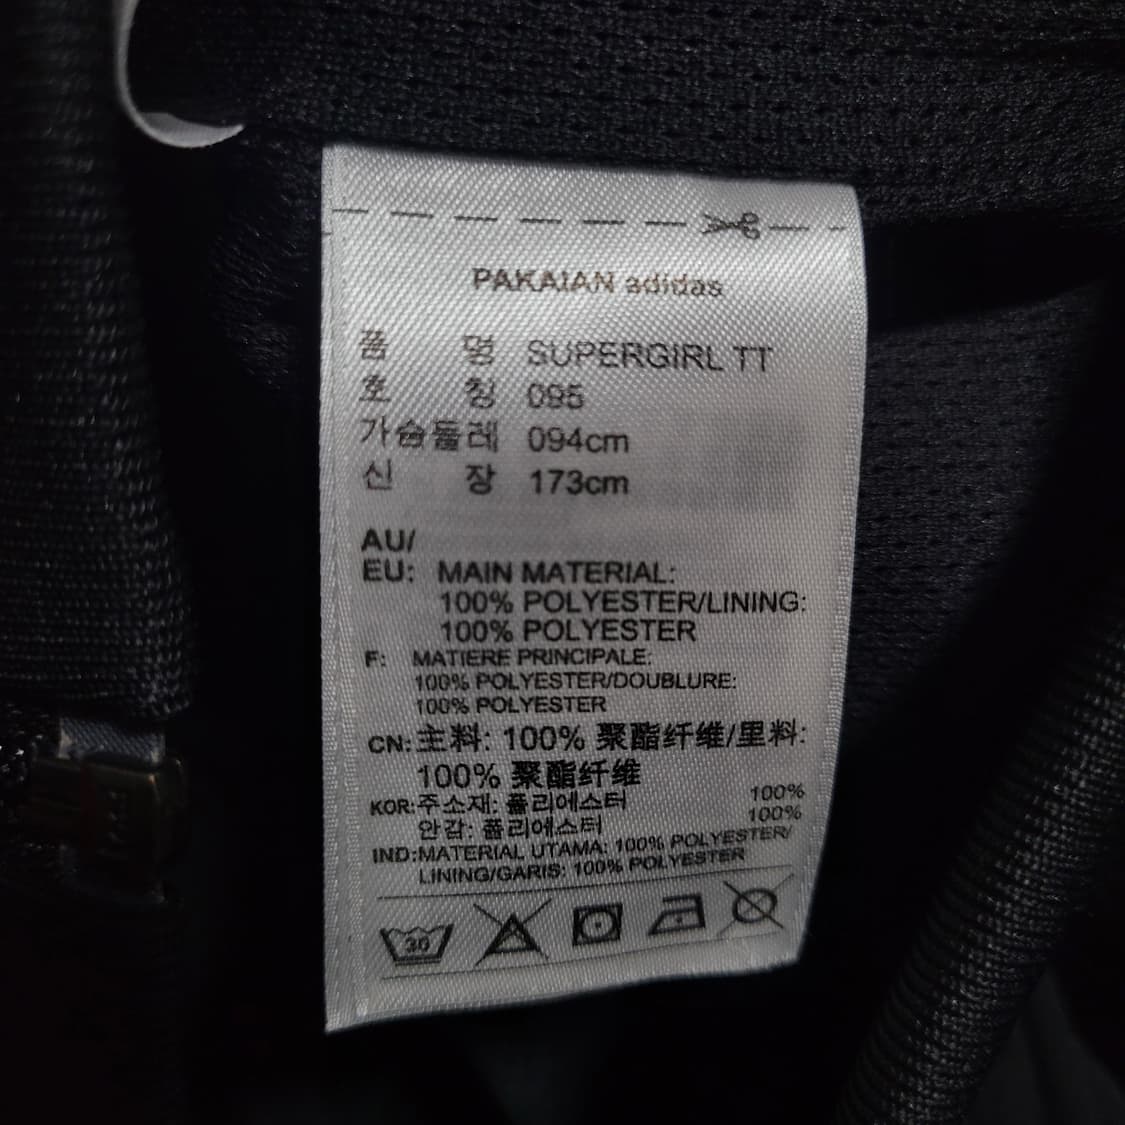 PAKAIAN adidas
품 명 SUPERGIRL TT
호 칭 095
가슴둘레 094cm
신 장 173cm
AU/
EU: MAIN MATERIAL:
100% POLYESTER/LINING:
100% POLYESTER
F: MATIERE PRINCIPALE:
100% POLYESTER/DOUBLURE:
100% POLYESTER
CN: 主料: 100% 聚酯纤维/里料:
100% 聚酯纤维
KOR: 주소재: 폴리에스터 100%
안감: 폴리에스터 100%
IND: MATERIAL UTAMA: 100% POLYESTER/
LINING/GARIS: 100% POLYESTER
30